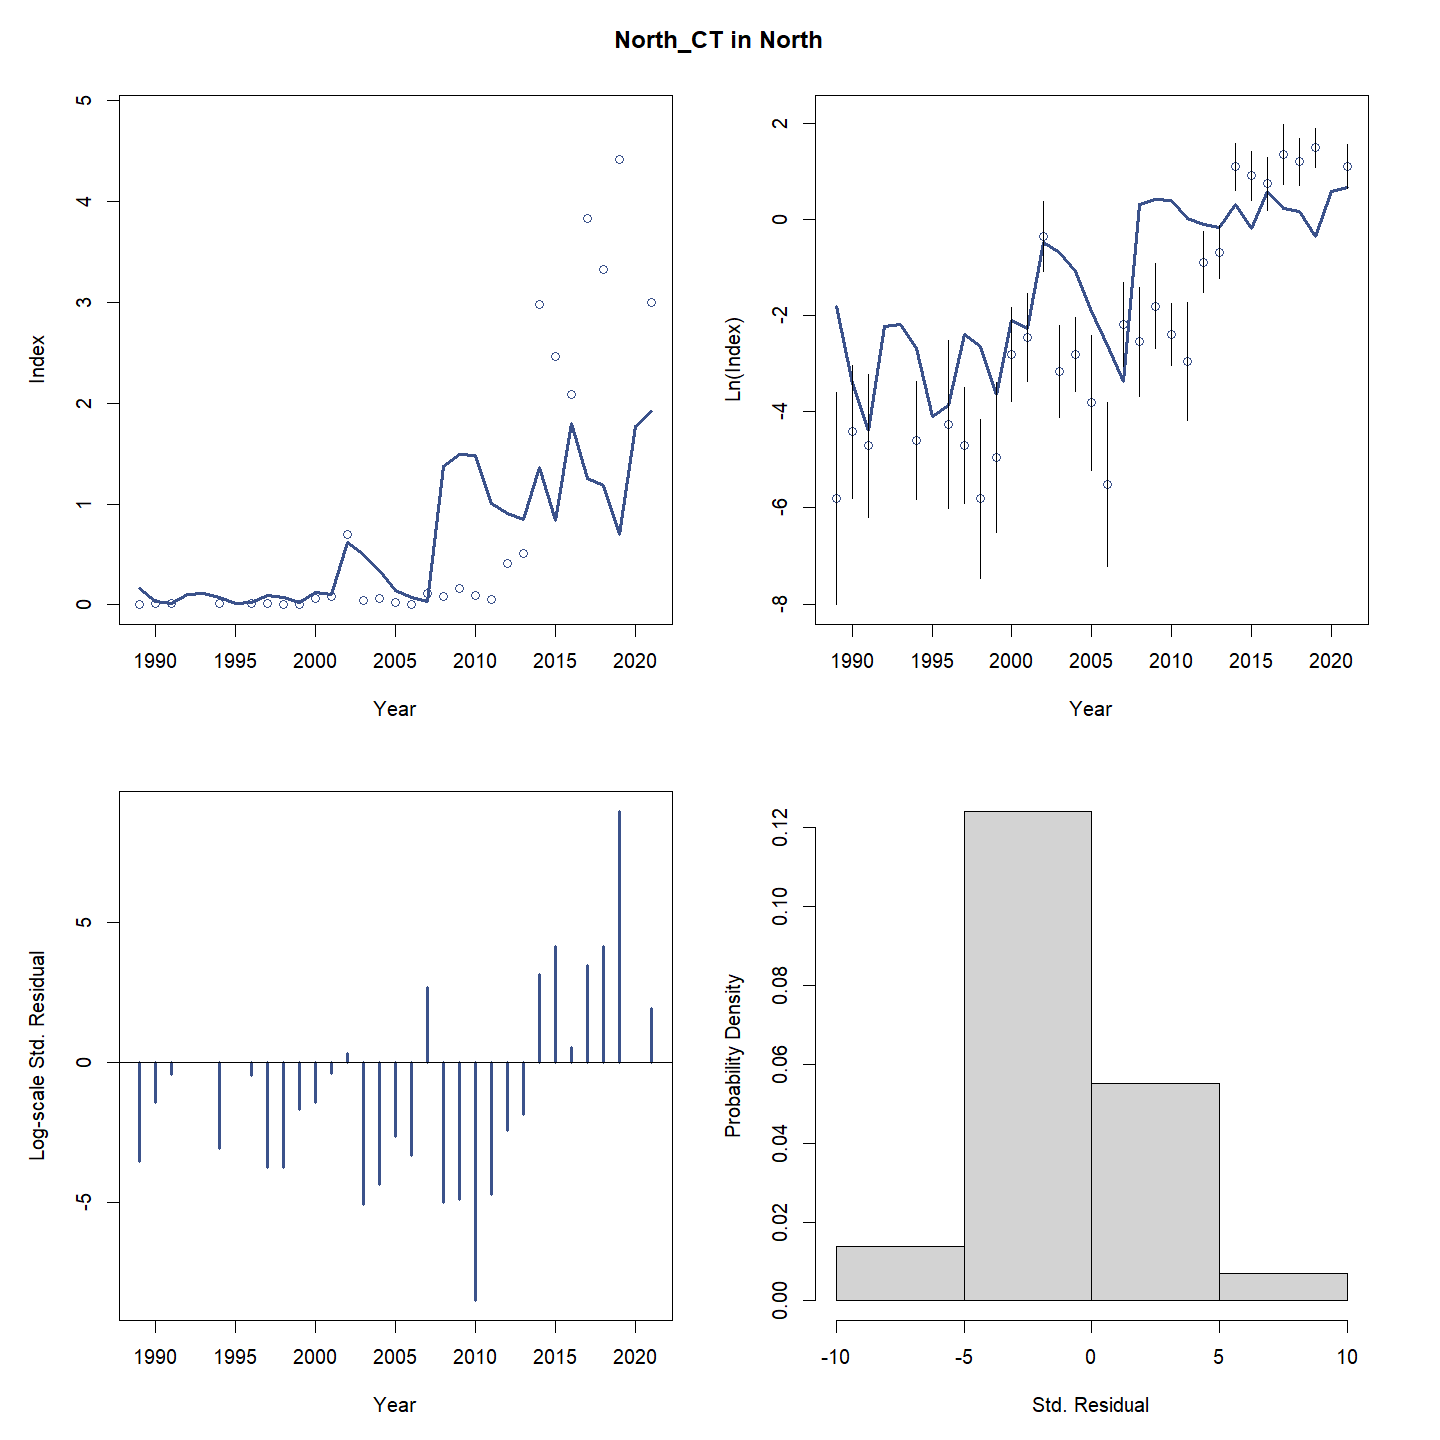 North_CT in North
Index
5
4
3
2
1
0
1990 1995 2000 2005 2010 2015 2020
Year
Ln(Index)
2
0
-2
-4
-6
-8
1990 1995 2000 2005 2010 2015 2020
Year
Log-scale Std. Residual
5
0
-5
1990 1995 2000 2005 2010 2015 2020
Year
Probability Density
0.12
0.10
0.08
0.06
0.04
0.02
0.00
-10 -5 0 5 10
Std. Residual